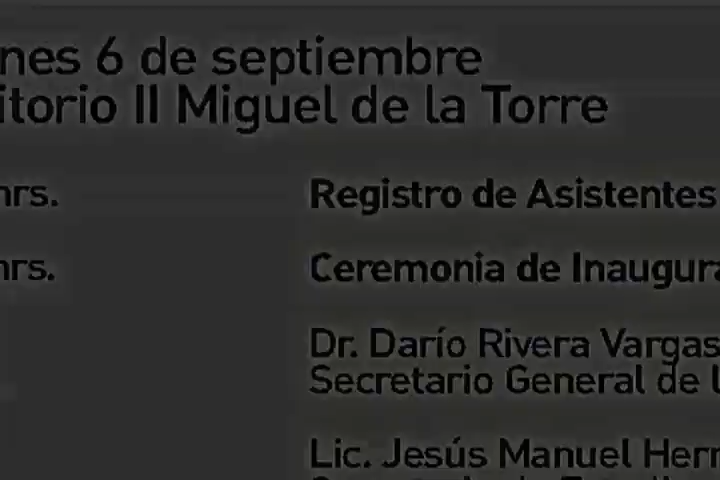 nes 6 de septiembre
itorio II Miguel de la Torre
hrs. Registro de Asistentes
hrs. Ceremonia de Inaugura
Dr. Darío Rivera Vargas
Secretario General de l
Lic. Jesús Manuel Hern